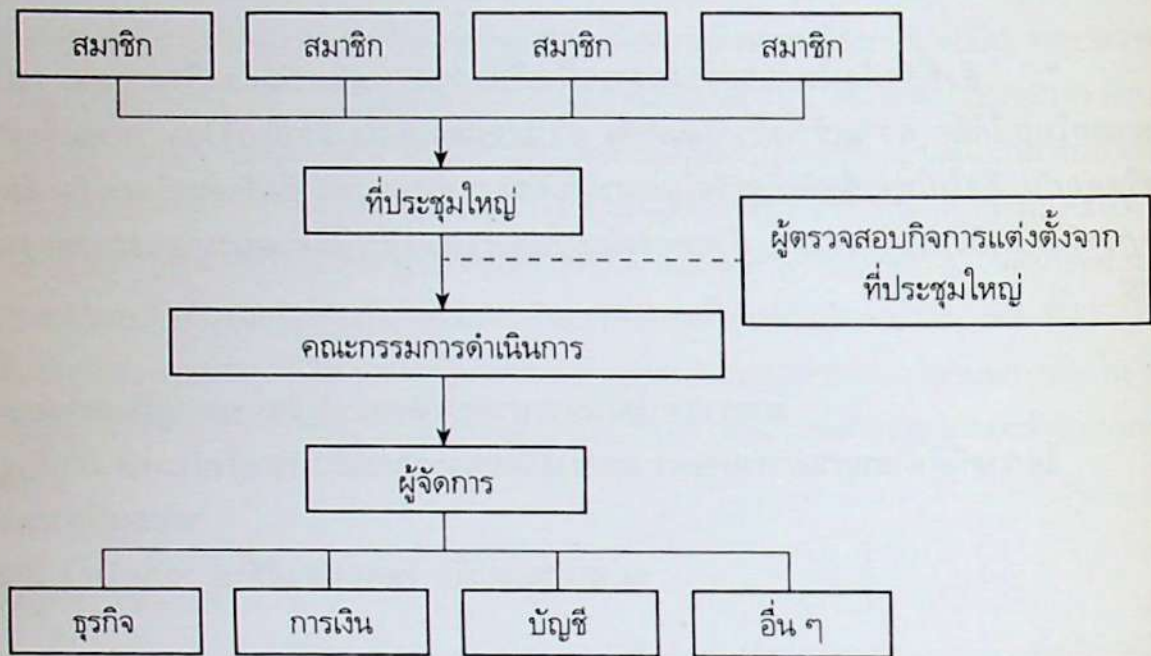 สมาชิก
สมาชิก
สมาชิก
สมาชิก
ที่ประชุมใหญ่
ผู้ตรวจสอบกิจการแต่งตั้งจาก
ที่ประชุมใหญ่
คณะกรรมการดำเนินการ
ผู้จัดการ
ธุรกิจ
การเงิน
บัญชี
อื่น ๆ